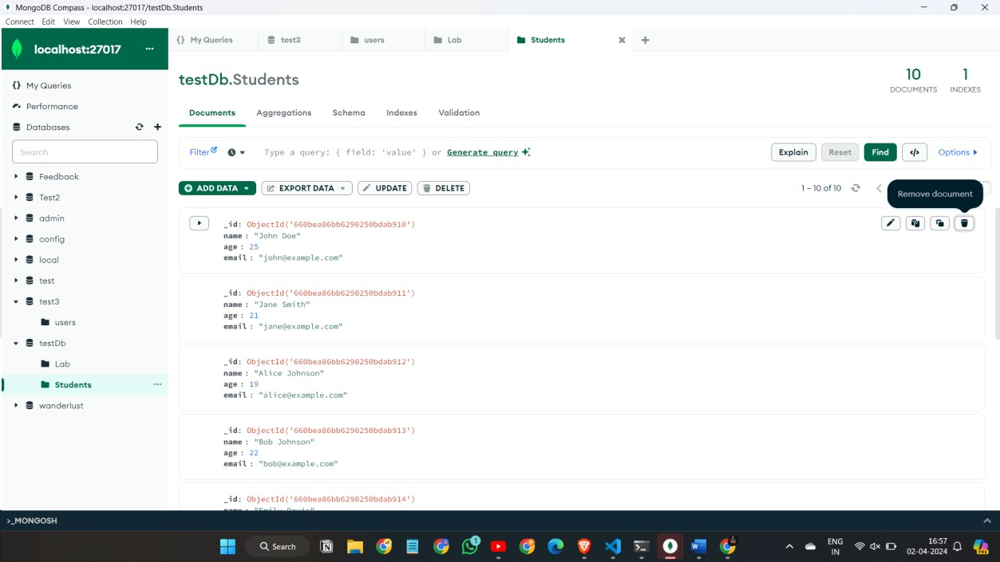 MongoDB Compass - localhost:27017/testDb.Students
Connect Edit View Collection Help
localhost:27017 ...
{} My Queries
test3
users
Lab
Students
{} My Queries
Performance
Databases
Search
Feedback
Test2
admin
config
local
test
test3
users
testDb
Lab
Students ...
wanderlust
testDb.Students
10
DOCUMENTS
1
INDEXES
Documents Aggregations Schema Indexes Validation
Filter Type a query: { field: 'value' } or Generate query Explain Reset Find </> Options
ADD DATA EXPORT DATA UPDATE DELETE 1 – 10 of 10
Remove document
_id: ObjectId('660bea86bb6290250bdab910')
name : "John Doe"
age : 25
email : "john@example.com"
_id: ObjectId('660bea86bb6290250bdab911')
name : "Jane Smith"
age : 21
email : "jane@example.com"
_id: ObjectId('660bea86bb6290250bdab912')
name : "Alice Johnson"
age : 19
email : "alice@example.com"
_id: ObjectId('660bea86bb6290250bdab913')
name : "Bob Johnson"
age : 22
email : "bob@example.com"
_id: ObjectId('660bea86bb6290250bdab914')
name : "Emily Davis"
>_MONGOSH
Search
1
ENG
IN
16:57
02-04-2024
PRE